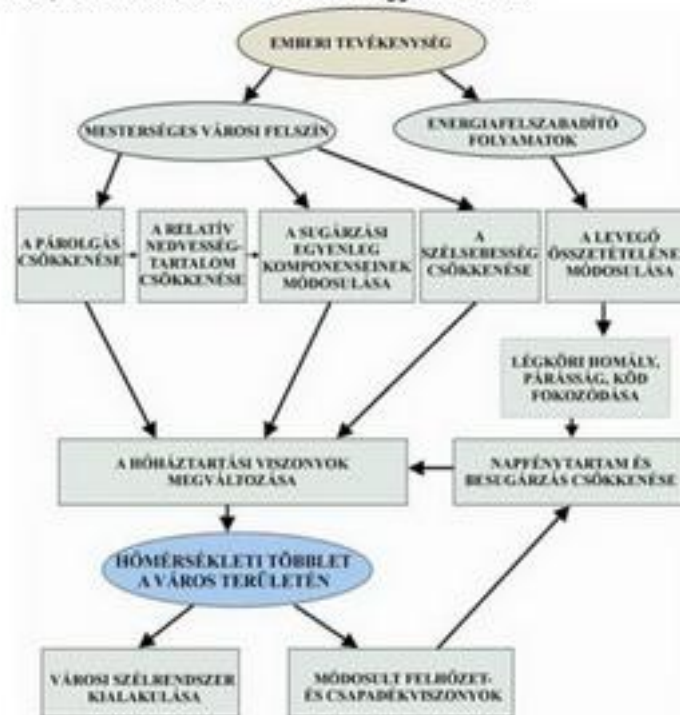 EMBERI TEVÉKENYSÉG
MESTERSÉGES VÁROSI FELSZÍN
ENERGIAFELSZABADÍTÓ
FOLYAMATOK
A PÁROLGÁS
CSÖKKENÉSE
A RELATÍV
NEDVESSÉG-
TARTALOM
CSÖKKENÉSE
A SUGÁRZÁSI
EGYENLEG
KOMPONENSEINEK
MÓDOSULÁSA
A
SZÉLSEBESSÉG
CSÖKKENÉSE
A LEVEGŐ
ÖSSZETÉTELÉNE
MÓDOSULÁSA
LÉGKÖRI HOMÁLY,
PÁRÁSSÁG, KÖD
FOKOZÓDÁSA
A HŐHÁZTARTÁSI VISZONYOK
MEGVÁLTOZÁSA
NAPFÉNYTARTAM ÉS
BESUGÁRZÁS CSÖKKENÉSE
HŐMÉRSÉKLETI TÖBBLET
A VÁROS TERÜLETÉN
VÁROSI SZÉLRENDSZER
KIALAKULÁSA
MÓDOSULT FELHŐZET-
ÉS CSAPADÉKVISZONYOK